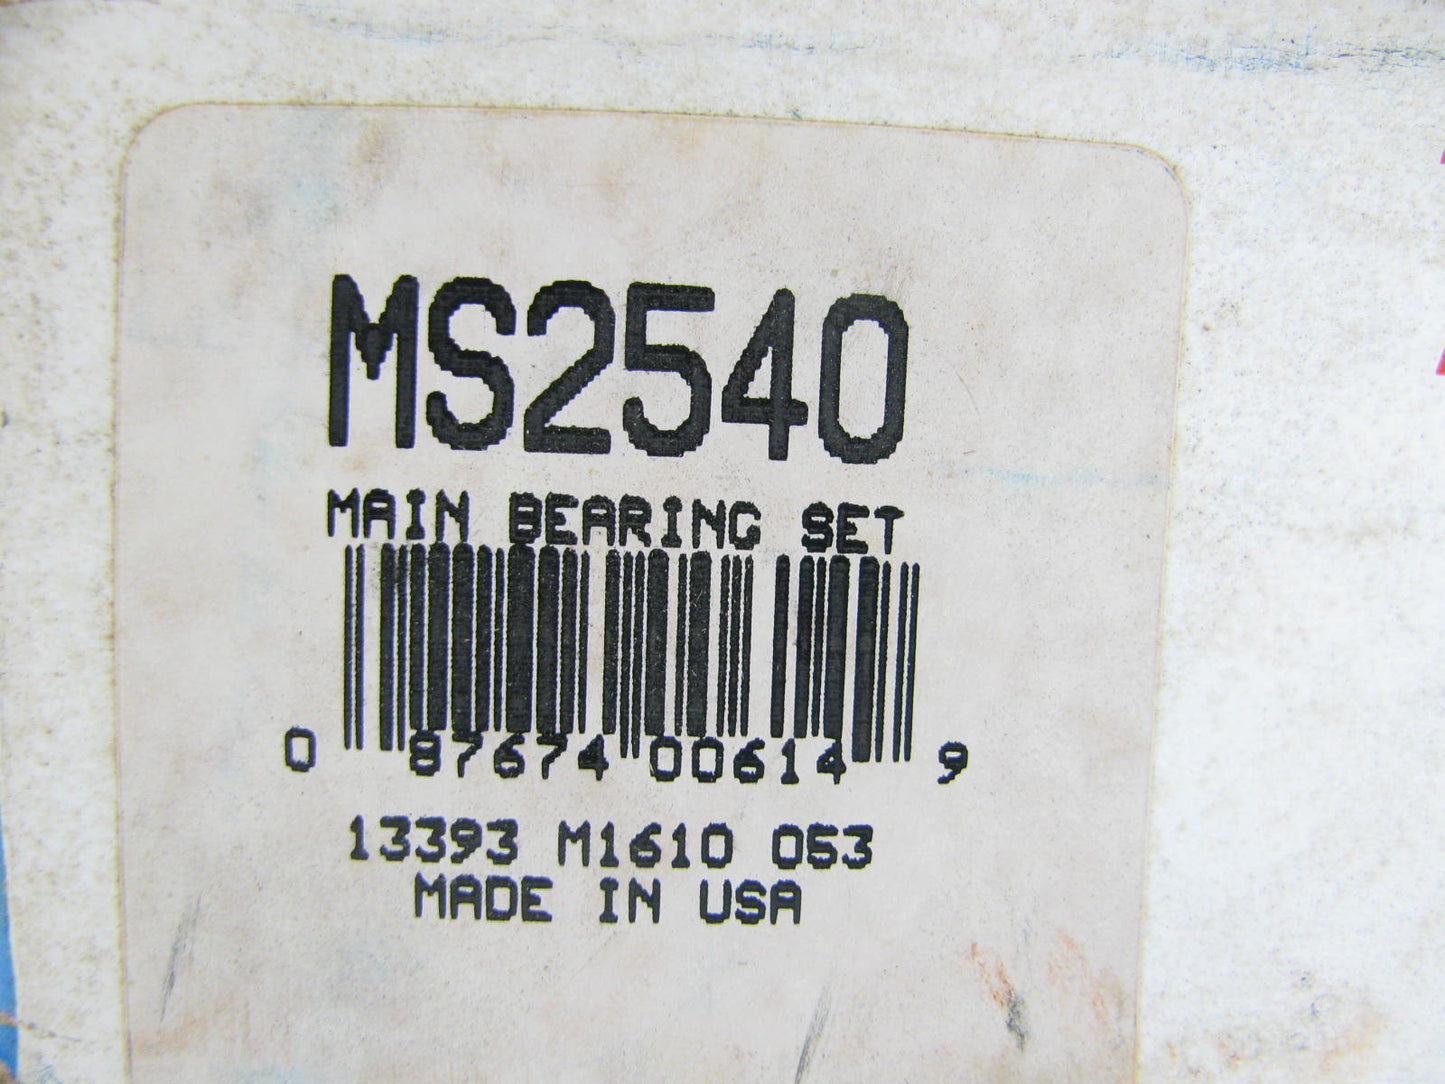 MS2540
MAIN BEARING SET
0 87674 00614 9
13393 M1610 053
MADE IN USA